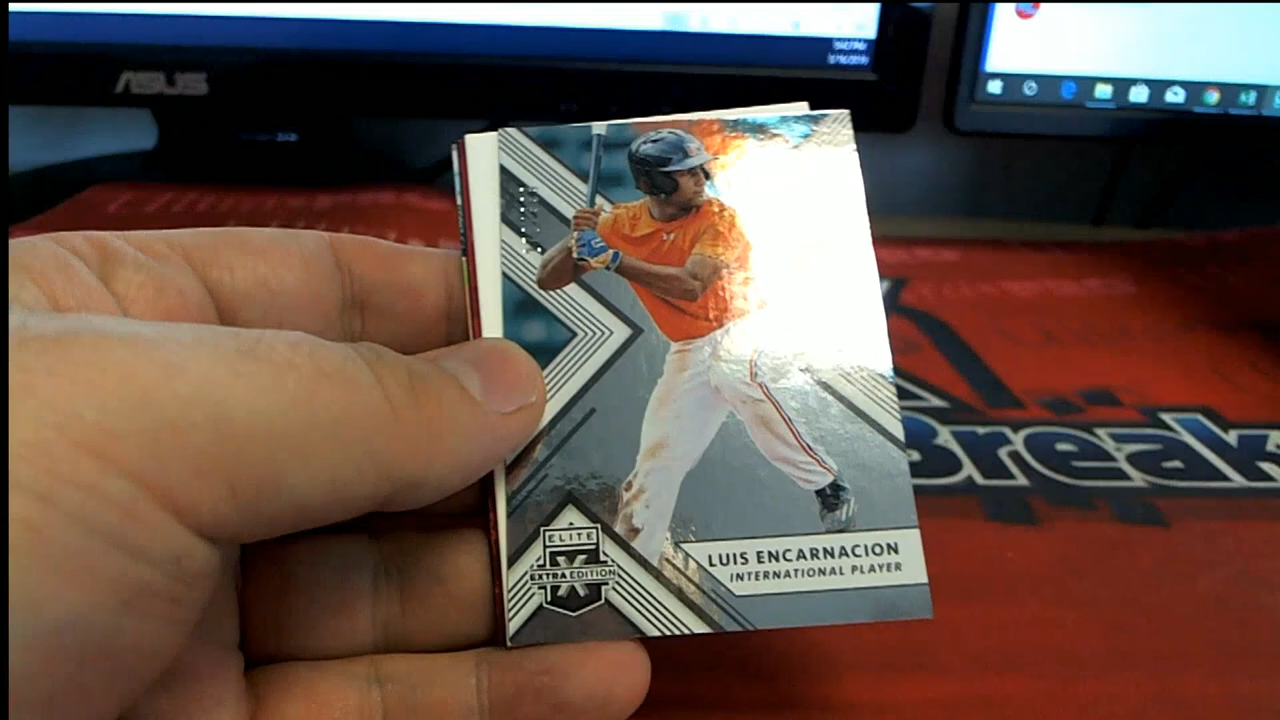 ASUS
ELITE
X
EXTRA EDITION
LUIS ENCARNACION
INTERNATIONAL PLAYER
Break